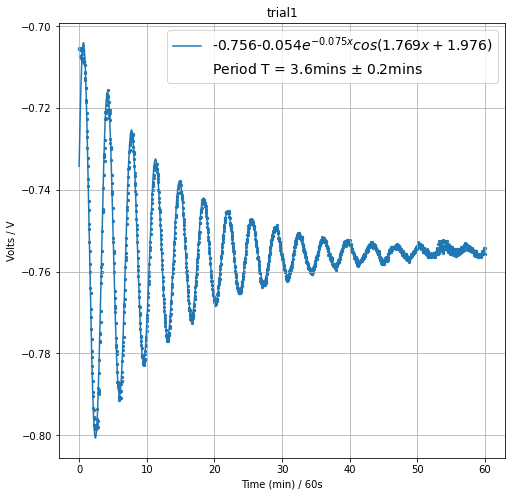 trial1
-0.756-0.054e^{-0.075x}cos(1.769x + 1.976)
Period T = 3.6mins ± 0.2mins
Volts / V
−0.70
−0.72
−0.74
−0.76
−0.78
−0.80
0 10 20 30 40 50 60
Time (min) / 60s